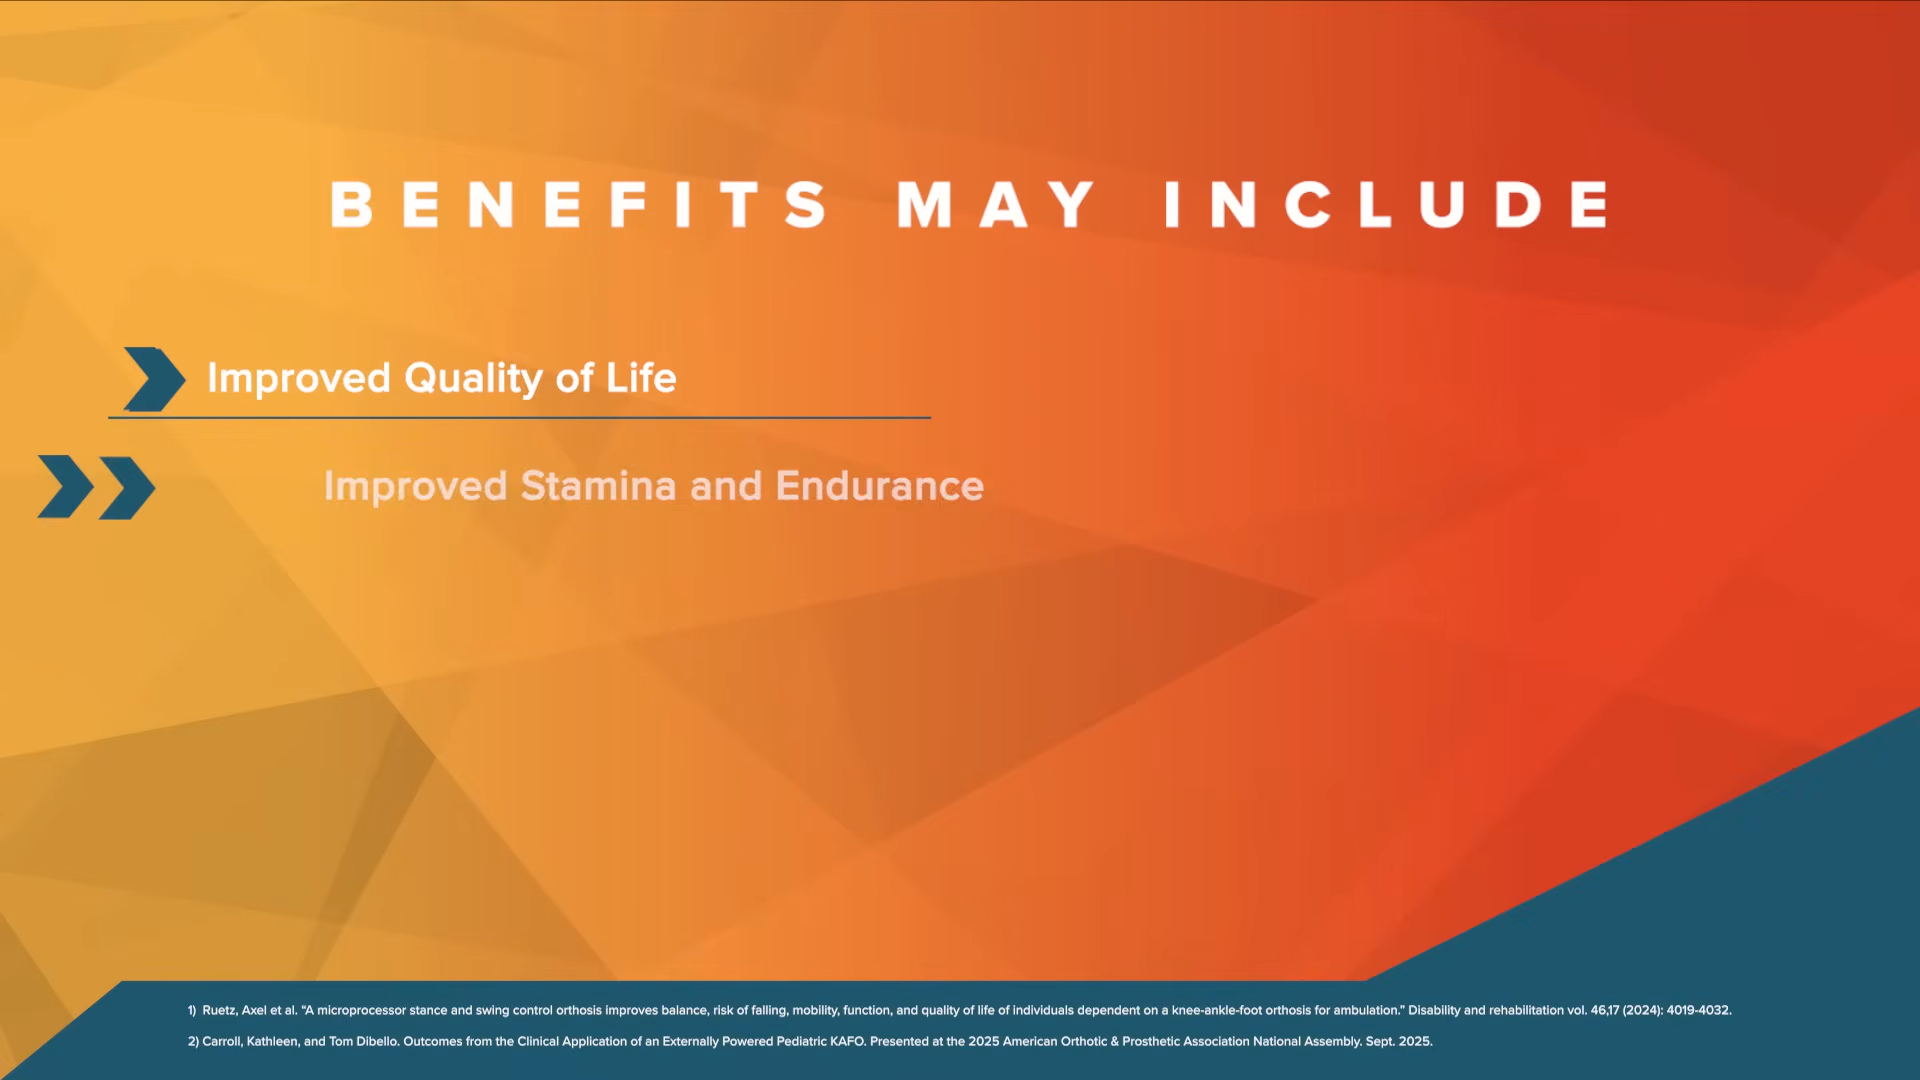 BENEFITS MAY INCLUDE
Improved Quality of Life
Improved Stamina and Endurance
1) Ruetz, Axel et al. “A microprocessor stance and swing control orthosis improves balance, risk of falling, mobility, function, and quality of life of individuals dependent on a knee-ankle-foot orthosis for ambulation.” Disability and rehabilitation vol. 46,17 (2024): 4019-4032.
2) Carroll, Kathleen, and Tom Dibello. Outcomes from the Clinical Application of an Externally Powered Pediatric KAFO. Presented at the 2025 American Orthotic & Prosthetic Association National Assembly. Sept. 2025.